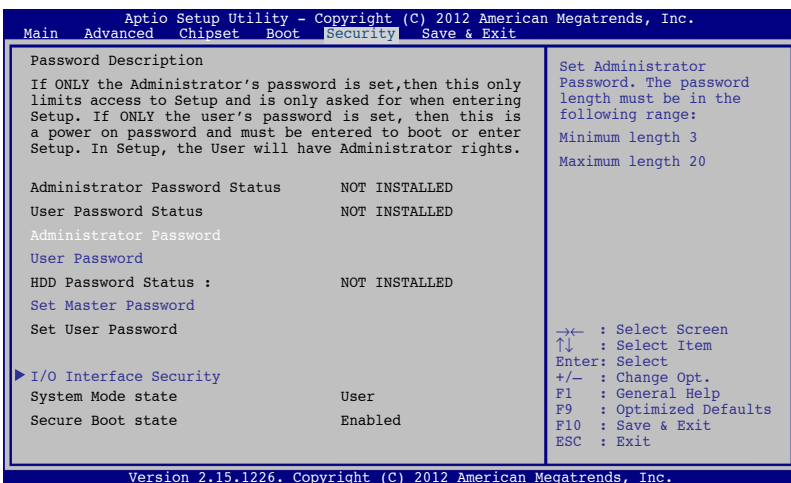 Aptio Setup Utility – Copyright (C) 2012 American Megatrends, Inc.
Main Advanced Chipset Boot Security Save & Exit
Password Description
If ONLY the Administrator's password is set,then this only
limits access to Setup and is only asked for when entering
Setup. If ONLY the user's password is set, then this is
a power on password and must be entered to boot or enter
Setup. In Setup, the User will have Administrator rights.
Administrator Password Status NOT INSTALLED
User Password Status NOT INSTALLED
Administrator Password
User Password
HDD Password Status : NOT INSTALLED
Set Master Password
Set User Password
I/O Interface Security
System Mode state User
Secure Boot state Enabled
Set Administrator
Password. The password
length must be in the
following range:
Minimum length 3
Maximum length 20
→← : Select Screen
↑↓ : Select Item
Enter: Select
+/– : Change Opt.
F1 : General Help
F9 : Optimized Defaults
F10 : Save & Exit
ESC : Exit
Version 2.15.1226. Copyright (C) 2012 American Megatrends, Inc.